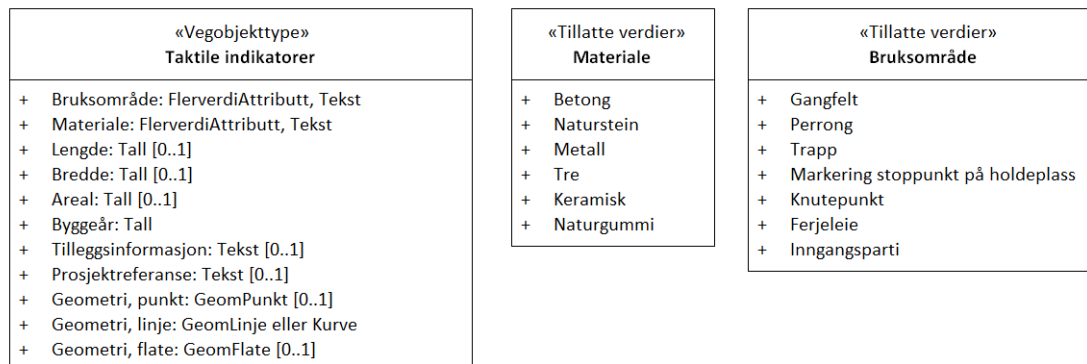 «Vegobjekttype»
Taktile indikatorer
+ Bruksområde: FlerverdiAttributt, Tekst
+ Materiale: FlerverdiAttributt, Tekst
+ Lengde: Tall [0..1]
+ Bredde: Tall [0..1]
+ Areal: Tall [0..1]
+ Byggeår: Tall
+ Tilleggsinformasjon: Tekst [0..1]
+ Prosjektreferanse: Tekst [0..1]
+ Geometri, punkt: GeomPunkt [0..1]
+ Geometri, linje: GeomLinje eller Kurve
+ Geometri, flate: GeomFlate [0..1]
«Tillatte verdier»
Materiale
+ Betong
+ Naturstein
+ Metall
+ Tre
+ Keramisk
+ Naturgummi
«Tillatte verdier»
Bruksområde
+ Gangfelt
+ Perrong
+ Trapp
+ Markering stoppunkt på holdeplass
+ Knutepunkt
+ Ferjeleie
+ Inngangsparti